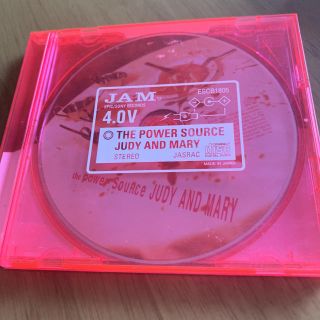 JAM
EPIC/SONY RECORDS
ESCB1805
4.0V
THE POWER SOURCE
JUDY AND MARY
STEREO JASRAC
MADE IN JAPAN
the POWER SOURCE JUDY AND MARY